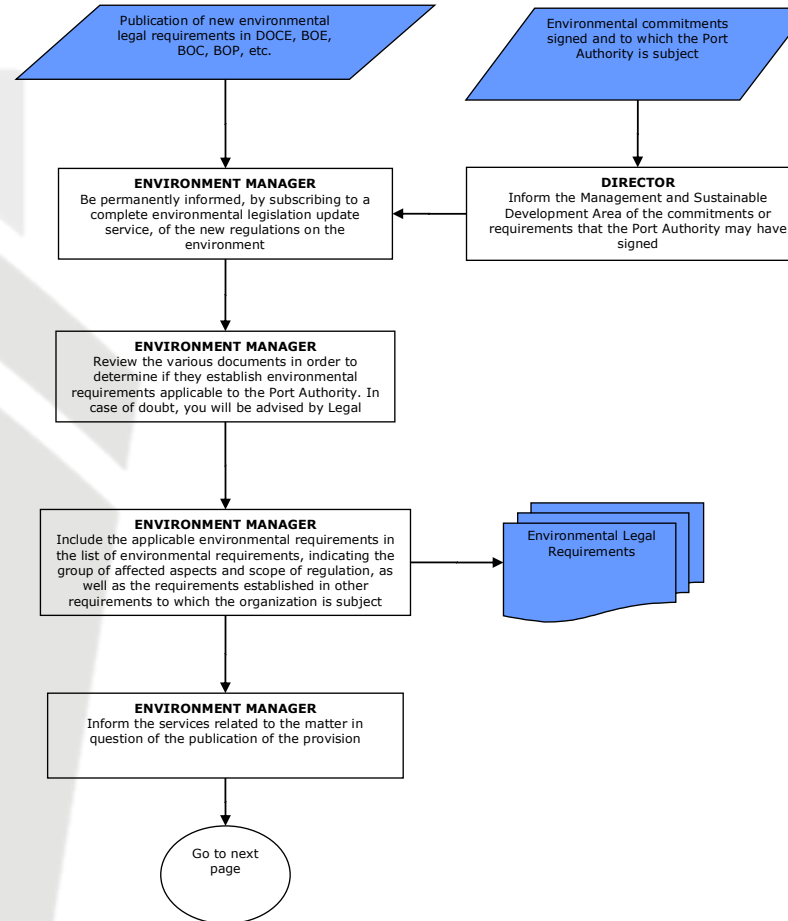 Publication of new environmental
legal requirements in DOCE, BOE,
BOC, BOP, etc.
Environmental commitments
signed and to which the Port
Authority is subject
ENVIRONMENT MANAGER
Be permanently informed, by subscribing to a
complete environmental legislation update
service, of the new regulations on the
environment
DIRECTOR
Inform the Management and Sustainable
Development Area of the commitments or
requirements that the Port Authority may have
signed
ENVIRONMENT MANAGER
Review the various documents in order to
determine if they establish environmental
requirements applicable to the Port Authority. In
case of doubt, you will be advised by Legal
ENVIRONMENT MANAGER
Include the applicable environmental requirements in
the list of environmental requirements, indicating the
group of affected aspects and scope of regulation, as
well as the requirements established in other
requirements to which the organization is subject
Environmental Legal
Requirements
ENVIRONMENT MANAGER
Inform the services related to the matter in
question of the publication of the provision
Go to next
page